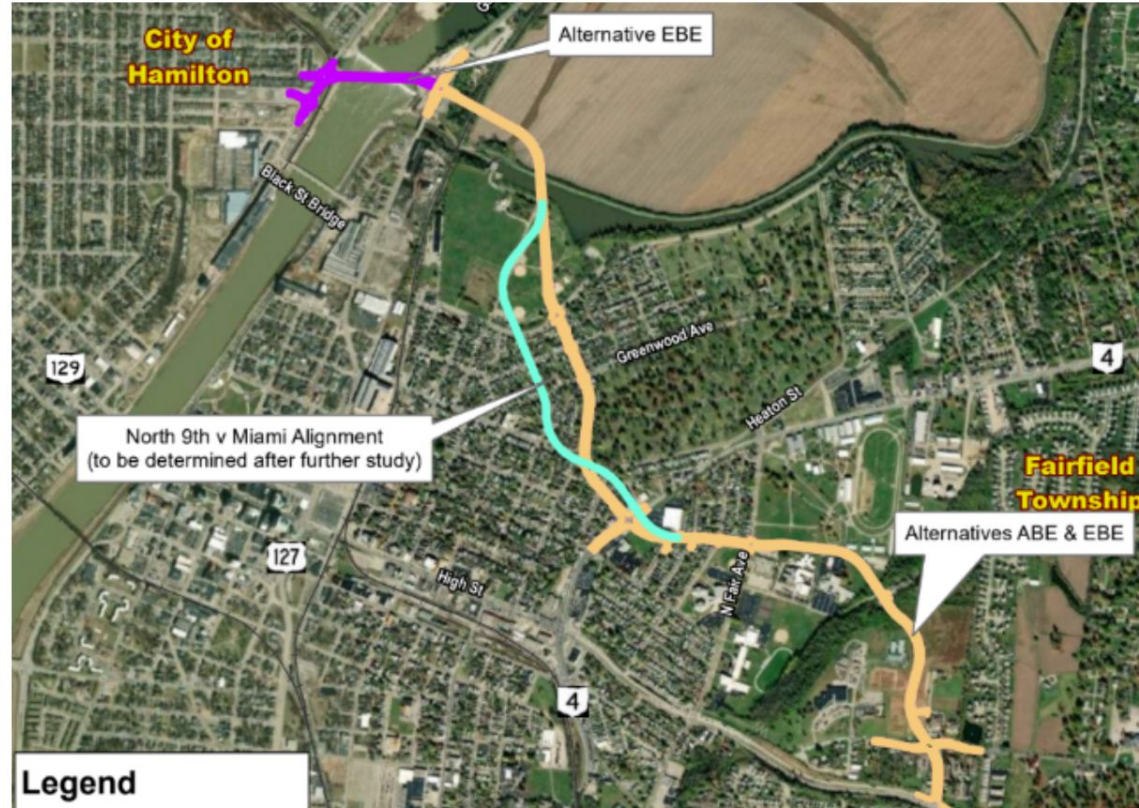 City of
Hamilton
Alternative EBE
Black St Bridge
Greenwood Ave
129
4
Heaton St
North 9th v Miami Alignment
(to be determined after further study)
Fairfield
Township
Alternatives ABE & EBE
127
High St
N Fair Ave
4
Legend